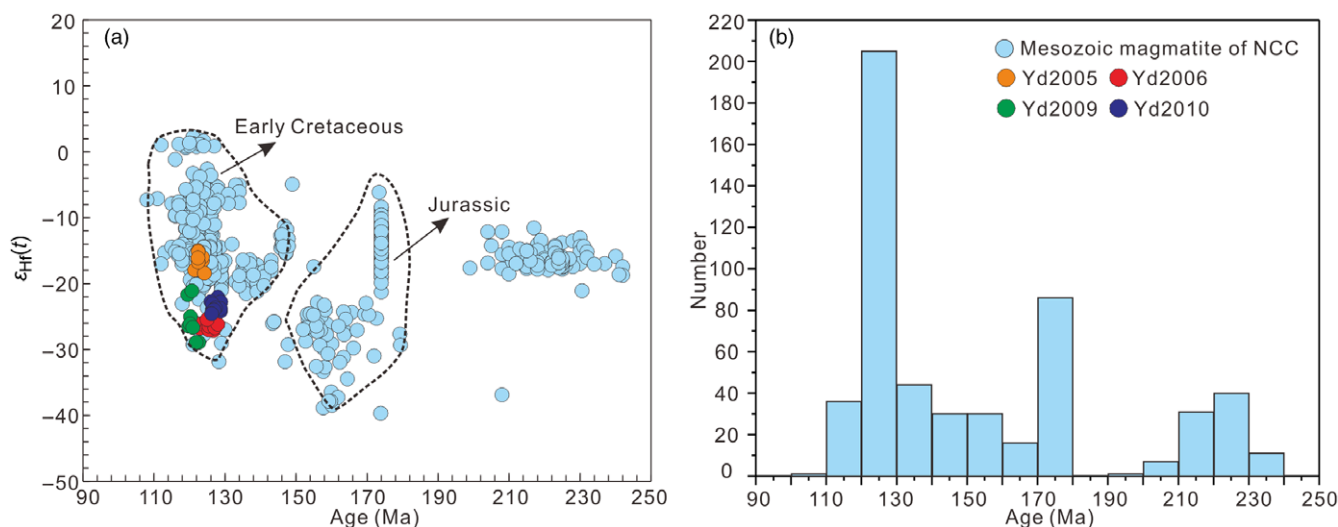 (a)
20
10
0
−10
−20
−30
−40
−50
εHf(t)
Early Cretaceous
Jurassic
90 110 130 150 170 190 210 230 250
Age (Ma)
(b)
220
200
180
160
140
120
100
80
60
40
20
0
Number
Mesozoic magmatite of NCC
Yd2005 Yd2006
Yd2009 Yd2010
90 110 130 150 170 190 210 230 250
Age (Ma)